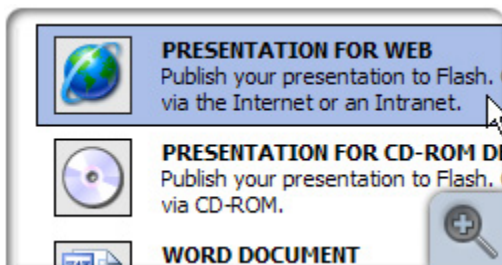 PRESENTATION FOR WEB
Publish your presentation to Flash.
via the Internet or an Intranet.
PRESENTATION FOR CD-ROM
Publish your presentation to Flash.
via CD-ROM.
WORD DOCUMENT